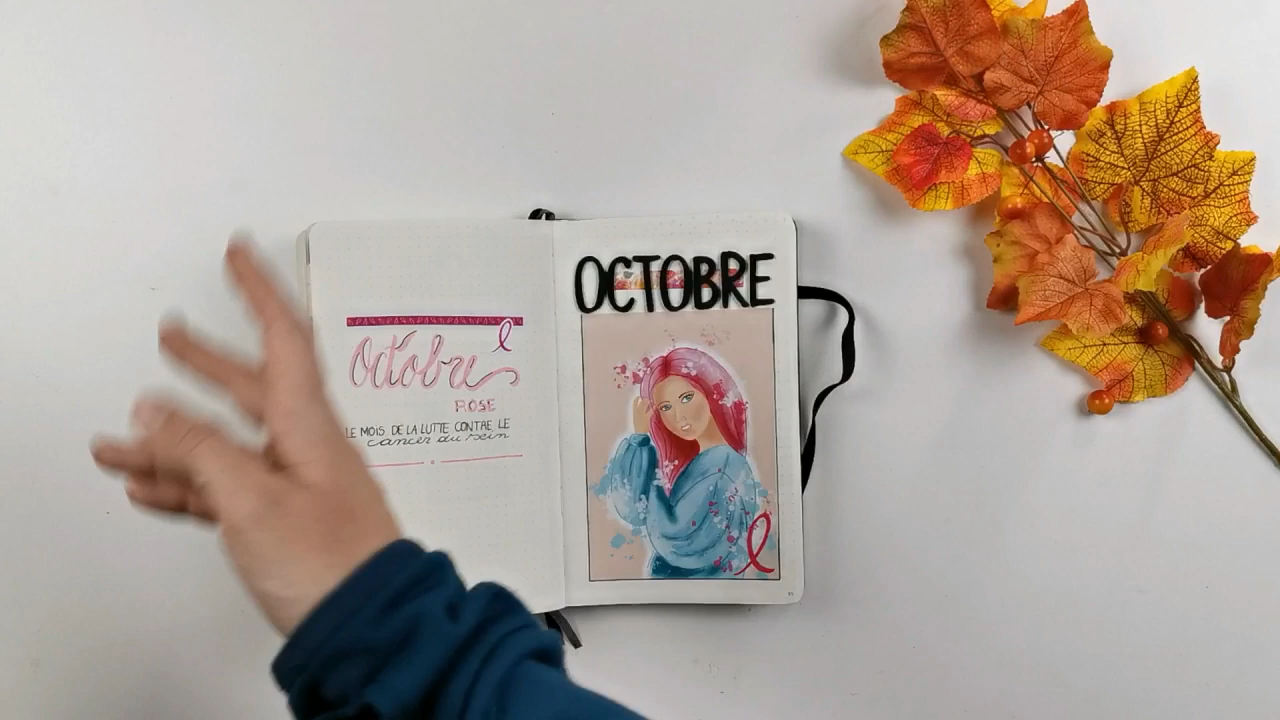 Octobre
ROSE
LE MOIS DE LA LUTTE CONTRE LE
cancer du sein
OCTOBRE